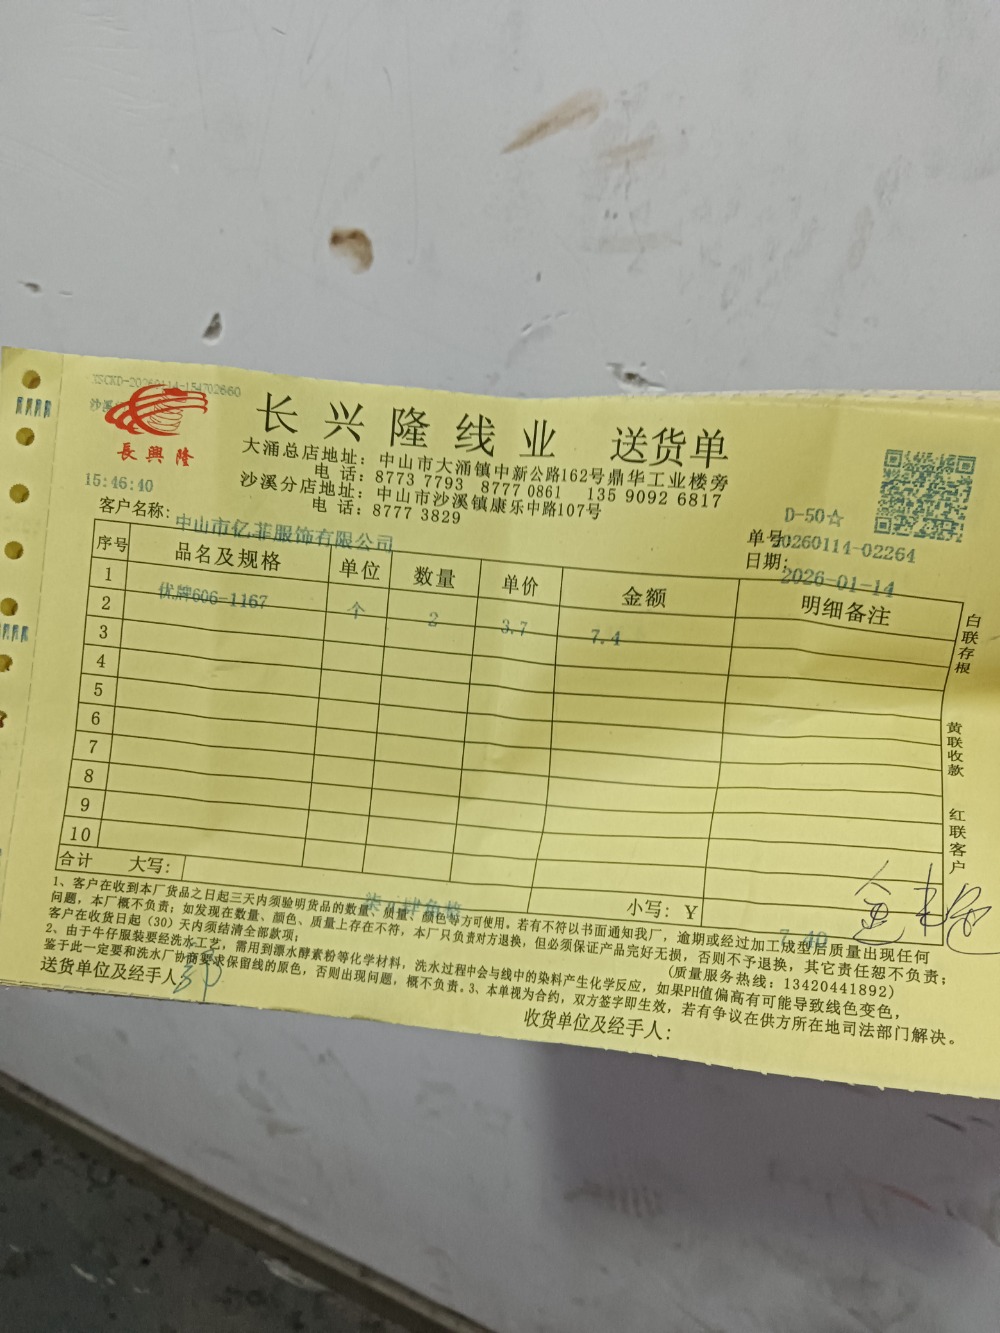 XSCKD-20260114-154702660
沙溪
長興隆
长兴隆线业 送货单
大涌总店地址：中山市大涌镇中新公路162号鼎华工业楼旁
电 话：8773 7793 8777 0861 135 9092 6817
沙溪分店地址：中山市沙溪镇康乐中路107号
电 话：8777 3829
15:46:40
D-50☆
客户名称：中山市亿菲服饰有限公司
单号：20260114-02264
日期：2026-01-14
序号 品名及规格 单位 数量 单价 金额 明细备注
1 优牌606-1167 个 2 3.7 7.4
2
3
4
5
6
7
8
9
10
合计 大写： 柒元肆角整 小写：￥ 7.40
白联存根 黄联收款 红联客户
1、客户在收到本厂货品之日起三天内须验明货品的数量、质量、颜色等方可使用。若有不符以书面通知我厂，逾期或经过加工成型后质量出现任何
问题，本厂概不负责；如发现在数量、颜色、质量上存在不符，本厂只负责对方退换，但必须保证产品完好无损，否则不予退换，其它责任恕不负责；
客户在收货日起（30）天内须结清全部款项；
(质量服务热线：13420441892)
2、由于牛仔服装要经洗水工艺，需用到漂水酵素粉等化学材料，洗水过程中会与线中的染料产生化学反应，如果PH值偏高有可能导致线色变色，
鉴于此一定要和洗水厂协商要求保留线的原色，否则出现问题，概不负责。3、本单视为合约，双方签字即生效，若有争议在供方所在地司法部门解决。
送货单位及经手人：
收货单位及经手人：